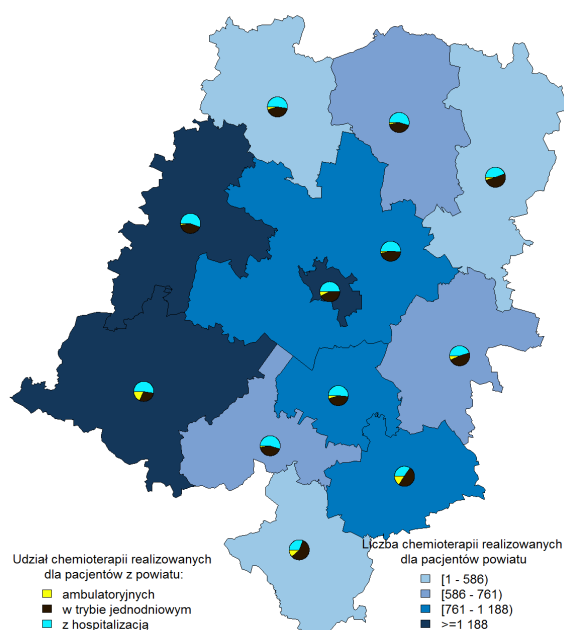 Udział chemioterapii realizowanych
dla pacjentów z powiatu:
ambulatoryjnych
w trybie jednodniowym
z hospitalizacją
Liczba chemioterapii realizowanych
dla pacjentów powiatu
[1 - 586)
[586 - 761)
[761 - 1 188)
>=1 188